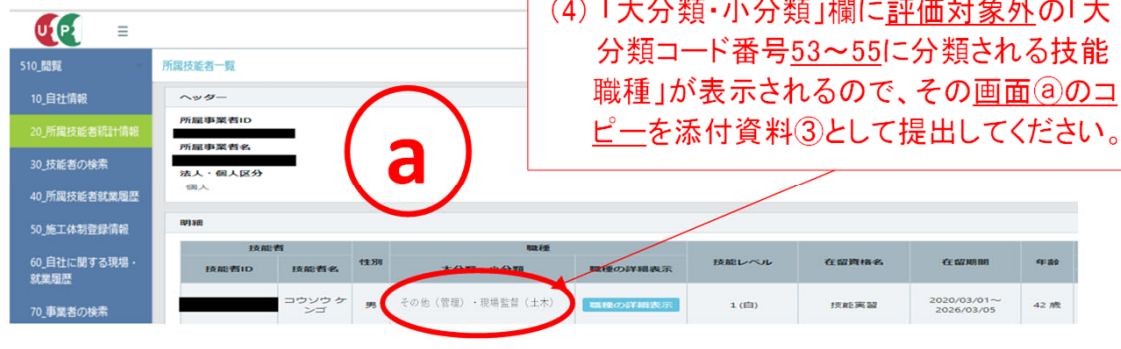 (4)「大分類・小分類」欄に評価対象外の「大
分類コード番号53～55に分類される技能
職種」が表示されるので、その画面ⓐのコ
ピーを添付資料③として提出してください。
≡
510_閲覧
所属技能者一覧
10_自社情報
20_所属技能者統計情報
30_技能者の検索
40_所属技能者就業履歴
50_施工体制登録情報
60_自社に関する現場・
就業履歴
70_事業者の検索
ヘッダー
所属事業者ID
所属事業者名
法人・個人区分
個人
a
明細
技能者
職種
技能者ID
技能者名
性別
大分類・小分類
職種の詳細表示
技能レベル
在留資格名
在留期間
年齢
コウソウ ケ
ンゴ
男
その他（管理）・現場監督（土木）
職種の詳細表示
1 (白)
技能実習
2020/03/01～
2026/03/05
42 歳